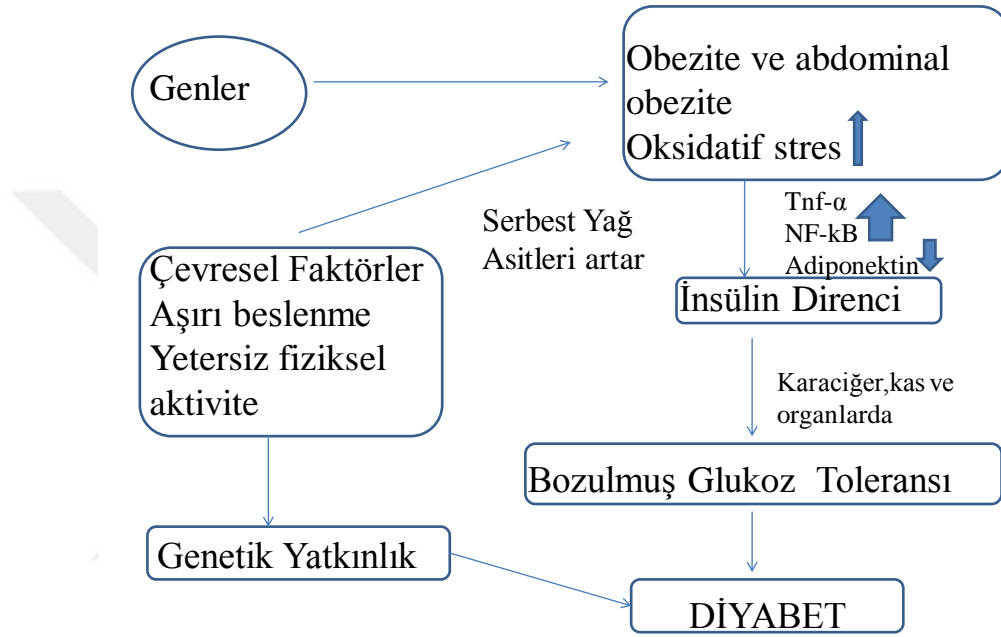 Genler
Obezite ve abdominal
obezite
Oksidatif stres
Serbest Yağ
Asitleri artar
Tnf-α
NF-kB
Adiponektin
Çevresel Faktörler
Aşırı beslenme
Yetersiz fiziksel
aktivite
İnsülin Direnci
Karaciğer,kas ve
organlarda
Bozulmuş Glukoz Toleransı
Genetik Yatkınlık
DİYABET